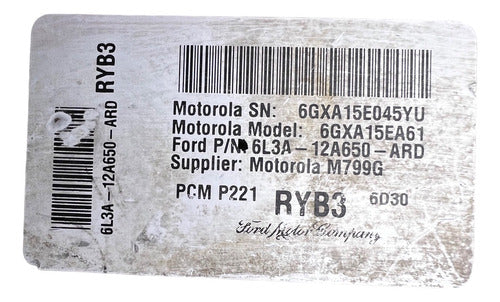 6L3A-12A650-ARD RYB3
Motorola SN: 6GXA15E045YU
Motorola Model: 6GXA15EA61
Ford P/N: 6L3A-12A650-ARD
Supplier: Motorola M799G
PCM P221 RYB3 6D30
Ford Motor Company